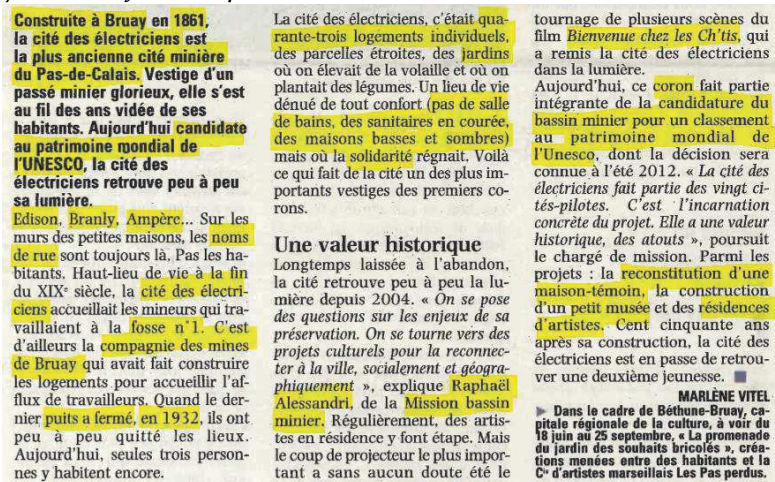 Construite à Bruay en 1861,
la cité des électriciens est
la plus ancienne cité minière
du Pas-de-Calais. Vestige d'un
passé minier glorieux, elle s'est
au fil des ans vidée de ses
habitants. Aujourd'hui candidate
au patrimoine mondial de
l'UNESCO, la cité des
électriciens retrouve peu à peu
sa lumière.
Edison, Branly, Ampère... Sur les
murs des petites maisons, les noms
de rue sont toujours là, Pas les ha-
bitants. Haut-lieu de vie à la fin
du XIXe siècle, la cité des électri-
ciens accueillait les mineurs qui tra-
vaillaient à la fosse n°1. C'est
d'ailleurs la compagnie des mines
de Bruay qui avait fait construire
les logements pour accueillir l'af-
flux de travailleurs. Quand le der-
nier puits a fermé, en 1932, ils ont
peu à peu quitté les lieux.
Aujourd'hui, seules trois person-
nes y habitent encore.
La cité des électriciens, c'était qua-
rante-trois logements individuels,
des parcelles étroites, des jardins
où on élevait de la volaille et où on
plantait des légumes. Un lieu de vie
dénué de tout confort (pas de salle
de bains, des sanitaires en courée,
des maisons basses et sombres)
mais où la solidarité régnait. Voilà
ce qui fait de la cité un des plus im-
portants vestiges des premiers co-
rons.
Une valeur historique
Longtemps laissée à l'abandon,
la cité retrouve peu à peu la lu-
mière depuis 2004. « On se pose
des questions sur les enjeux de sa
préservation. On se tourne vers des
projets culturels pour la reconnec-
ter à la ville, socialement et géogra-
phiquement », explique Raphaël
Alessandri, de la Mission bassin
minier. Régulièrement, des artis-
tes en résidence y font étape. Mais
le coup de projecteur le plus impor-
tant a sans aucun doute été le
tournage de plusieurs scènes du
film Bienvenue chez les Ch'tis, qui
a remis la cité des électriciens
dans la lumière.
Aujourd'hui, ce coron fait partie
intégrante de la candidature du
bassin minier pour un classement
au patrimoine mondial de
l'Unesco, dont la décision sera
connue à l'été 2012. « La cité des
électriciens fait partie des vingt ci-
tés-pilotes. C'est l'incarnation
concrète du projet. Elle a une valeur
historique, des atouts », poursuit
le chargé de mission. Parmi les
projets : la reconstitution d'une
maison-témoin, la construction
d'un petit musée et des résidences
d'artistes. Cent cinquante ans
après sa construction, la cité des
électriciens est en passe de retrou-
ver une deuxième jeunesse.
MARLÈNE VITEL
► Dans le cadre de Béthune-Bruay, ca-
pitale régionale de la culture, à voir du
18 juin au 25 septembre, « La promenade
du jardin des souhaits bricolés », créa-
tions menées entre des habitants et la
Cie d'artistes marseillais Les Pas perdus.